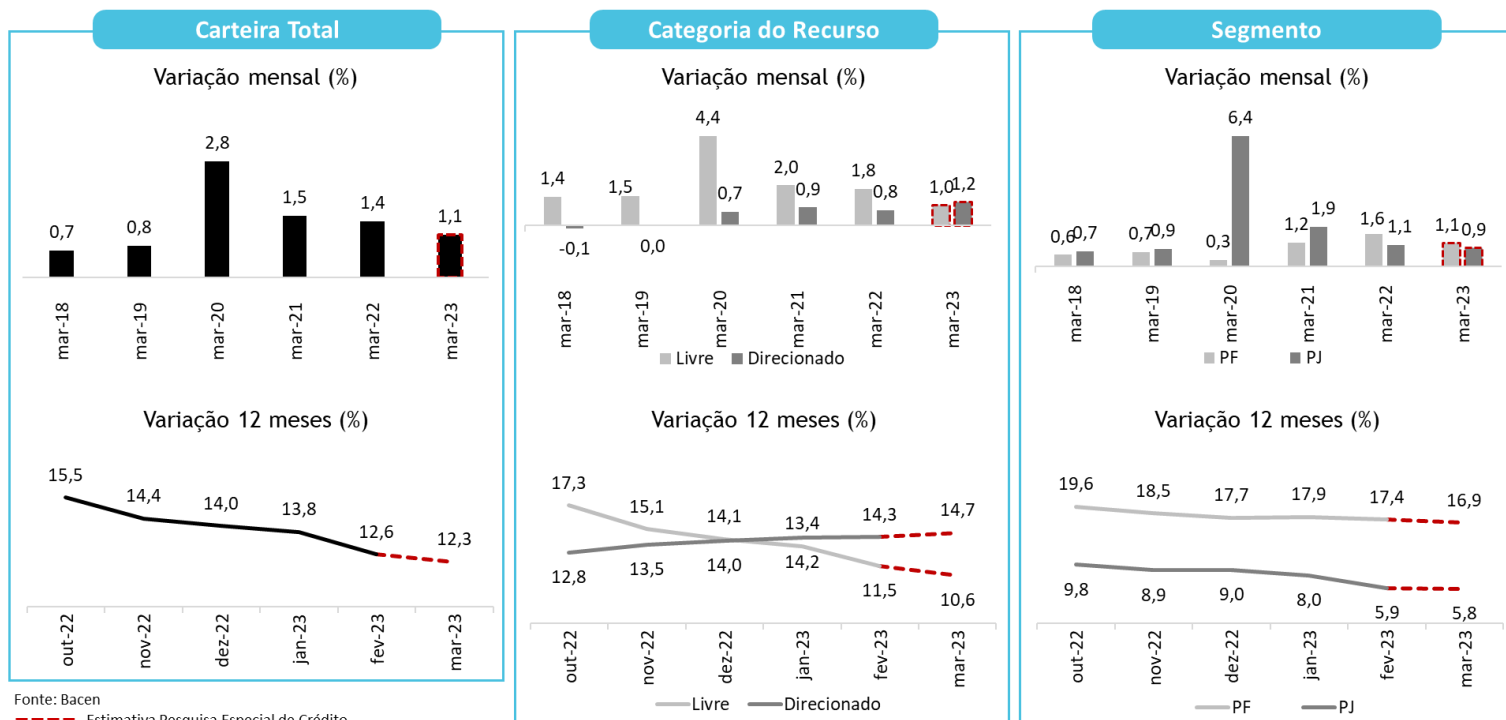 Carteira Total
Variação mensal (%)
0,7 0,8 2,8 1,5 1,4 1,1
mar-18 mar-19 mar-20 mar-21 mar-22 mar-23
Variação 12 meses (%)
15,5 14,4 14,0 13,8 12,6 12,3
out-22 nov-22 dez-22 jan-23 fev-23 mar-23
Fonte: Bacen
Estimativa Pesquisa Especial de Crédito
Categoria do Recurso
Variação mensal (%)
1,4 -0,1 1,5 0,0 4,4 0,7 2,0 0,9 1,8 0,8 1,0 1,2
mar-18 mar-19 mar-20 mar-21 mar-22 mar-23
Livre Direcionado
Variação 12 meses (%)
17,3 15,1 14,1 13,4 14,3 14,7
12,8 13,5 14,0 14,2 11,5 10,6
out-22 nov-22 dez-22 jan-23 fev-23 mar-23
Livre Direcionado
Segmento
Variação mensal (%)
0,6 0,7 0,7 0,9 0,3 6,4 1,2 1,9 1,6 1,1 1,1 0,9
mar-18 mar-19 mar-20 mar-21 mar-22 mar-23
PF PJ
Variação 12 meses (%)
19,6 18,5 17,7 17,9 17,4 16,9
9,8 8,9 9,0 8,0 5,9 5,8
out-22 nov-22 dez-22 jan-23 fev-23 mar-23
PF PJ